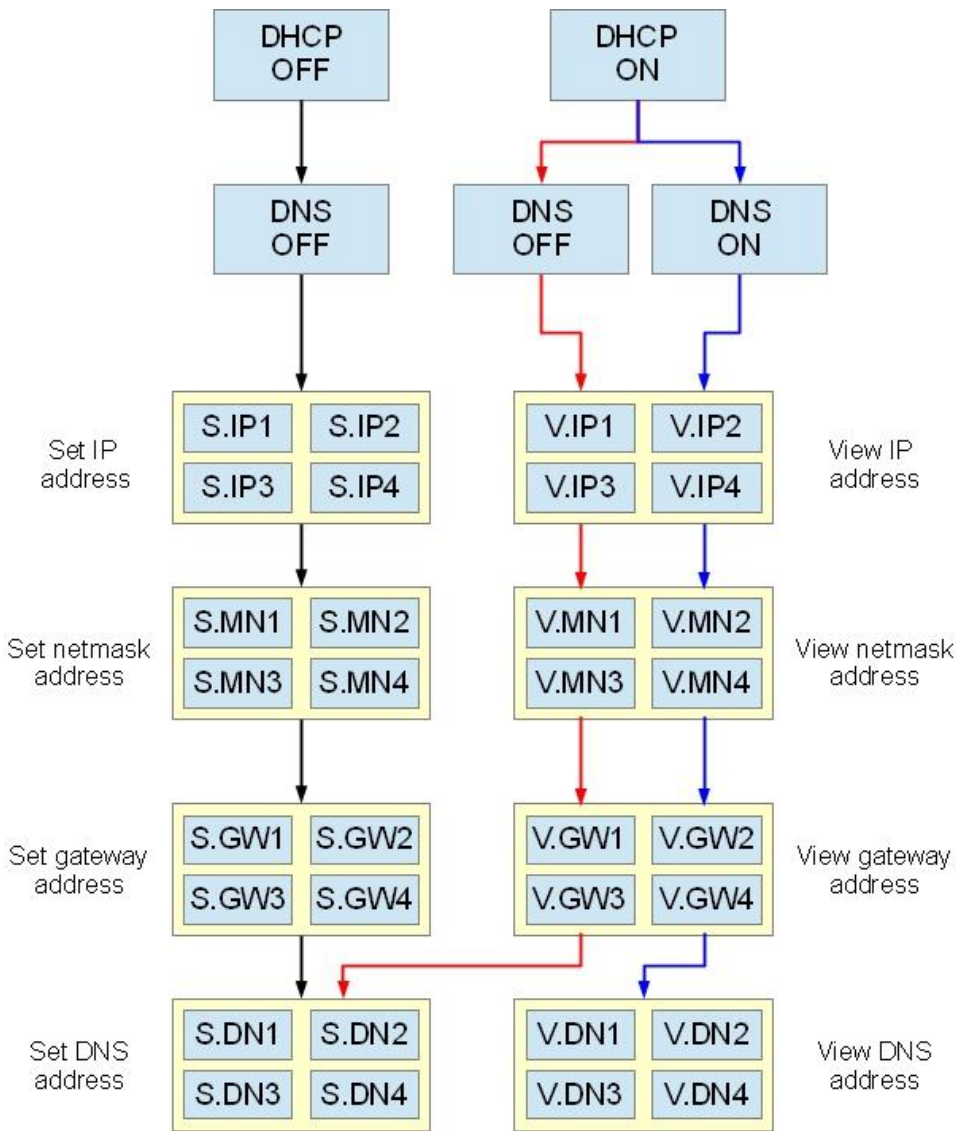 DHCP
OFF
DHCP
ON
DNS
OFF
DNS
OFF
DNS
ON
Set IP
address
S.IP1 S.IP2
S.IP3 S.IP4
V.IP1 V.IP2
V.IP3 V.IP4
View IP
address
Set netmask
address
S.MN1 S.MN2
S.MN3 S.MN4
V.MN1 V.MN2
V.MN3 V.MN4
View netmask
address
Set gateway
address
S.GW1 S.GW2
S.GW3 S.GW4
V.GW1 V.GW2
V.GW3 V.GW4
View gateway
address
Set DNS
address
S.DN1 S.DN2
S.DN3 S.DN4
V.DN1 V.DN2
V.DN3 V.DN4
View DNS
address